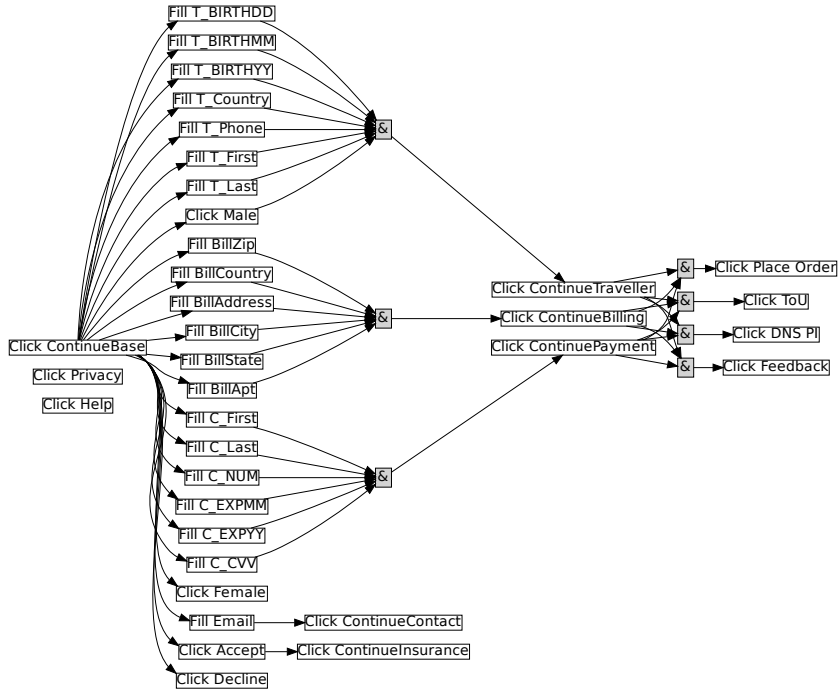 Fill T_BIRTHDD
Fill T_BIRTHMM
Fill T_BIRTHYY
Fill T_Country
Fill T_Phone
&
Fill T_First
Fill T_Last
Click Male
Fill BillZip
Fill BillCountry
Fill BillAddress
Fill BillCity
Fill BillState
Fill BillApt
&
Click ContinueBase
Click Privacy
Click Help
Fill C_First
Fill C_Last
Fill C_NUM
Fill C_EXPMM
Fill C_EXPYY
Fill C_CVV
&
Click Female
Fill Email
Click ContinueContact
Click Accept
Click ContinueInsurance
Click Decline
Click ContinueTraveller
Click ContinueBilling
Click ContinuePayment
&
Click Place Order
&
Click ToU
&
Click DNS PI
&
Click Feedback